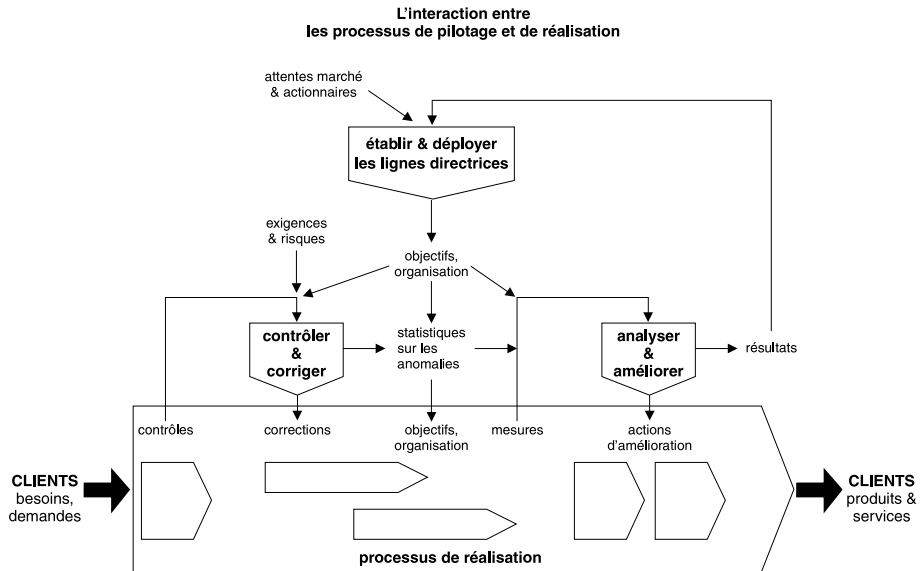 L'interaction entre
les processus de pilotage et de réalisation
attentes marché
& actionnaires
établir & déployer
les lignes directrices
exigences
& risques
objectifs,
organisation
contrôler
&
corriger
statistiques
sur les
anomalies
analyser
&
améliorer
résultats
contrôles
corrections
objectifs,
organisation
mesures
actions
d'amélioration
CLIENTS
besoins,
demandes
CLIENTS
produits &
services
processus de réalisation